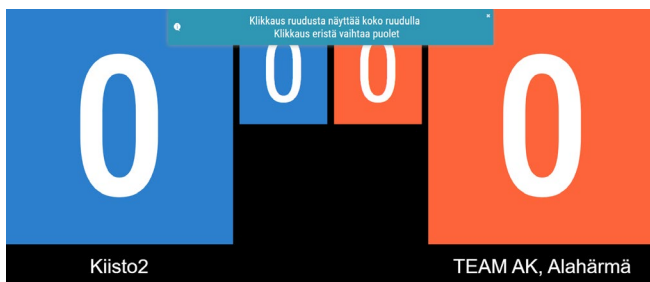 Klikkaus ruudusta näyttää koko ruudulla
Klikkaus eristä vaihtaa puolet
0 0 0 0
Kiisto2 TEAM AK, Alahärmä